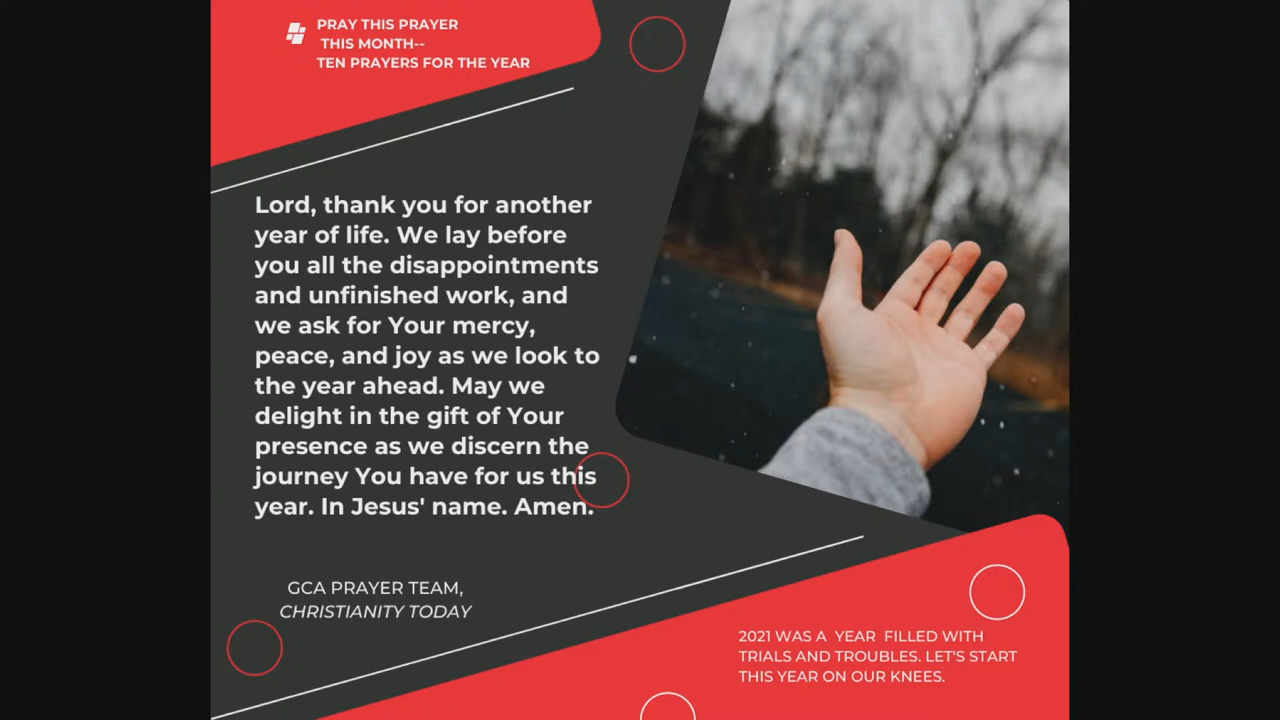 PRAY THIS PRAYER
THIS MONTH--
TEN PRAYERS FOR THE YEAR
Lord, thank you for another
year of life. We lay before
you all the disappointments
and unfinished work, and
we ask for Your mercy,
peace, and joy as we look to
the year ahead. May we
delight in the gift of Your
presence as we discern the
journey You have for us this
year. In Jesus' name. Amen.
GCA PRAYER TEAM,
CHRISTIANITY TODAY
2021 WAS A YEAR FILLED WITH
TRIALS AND TROUBLES. LET'S START
THIS YEAR ON OUR KNEES.